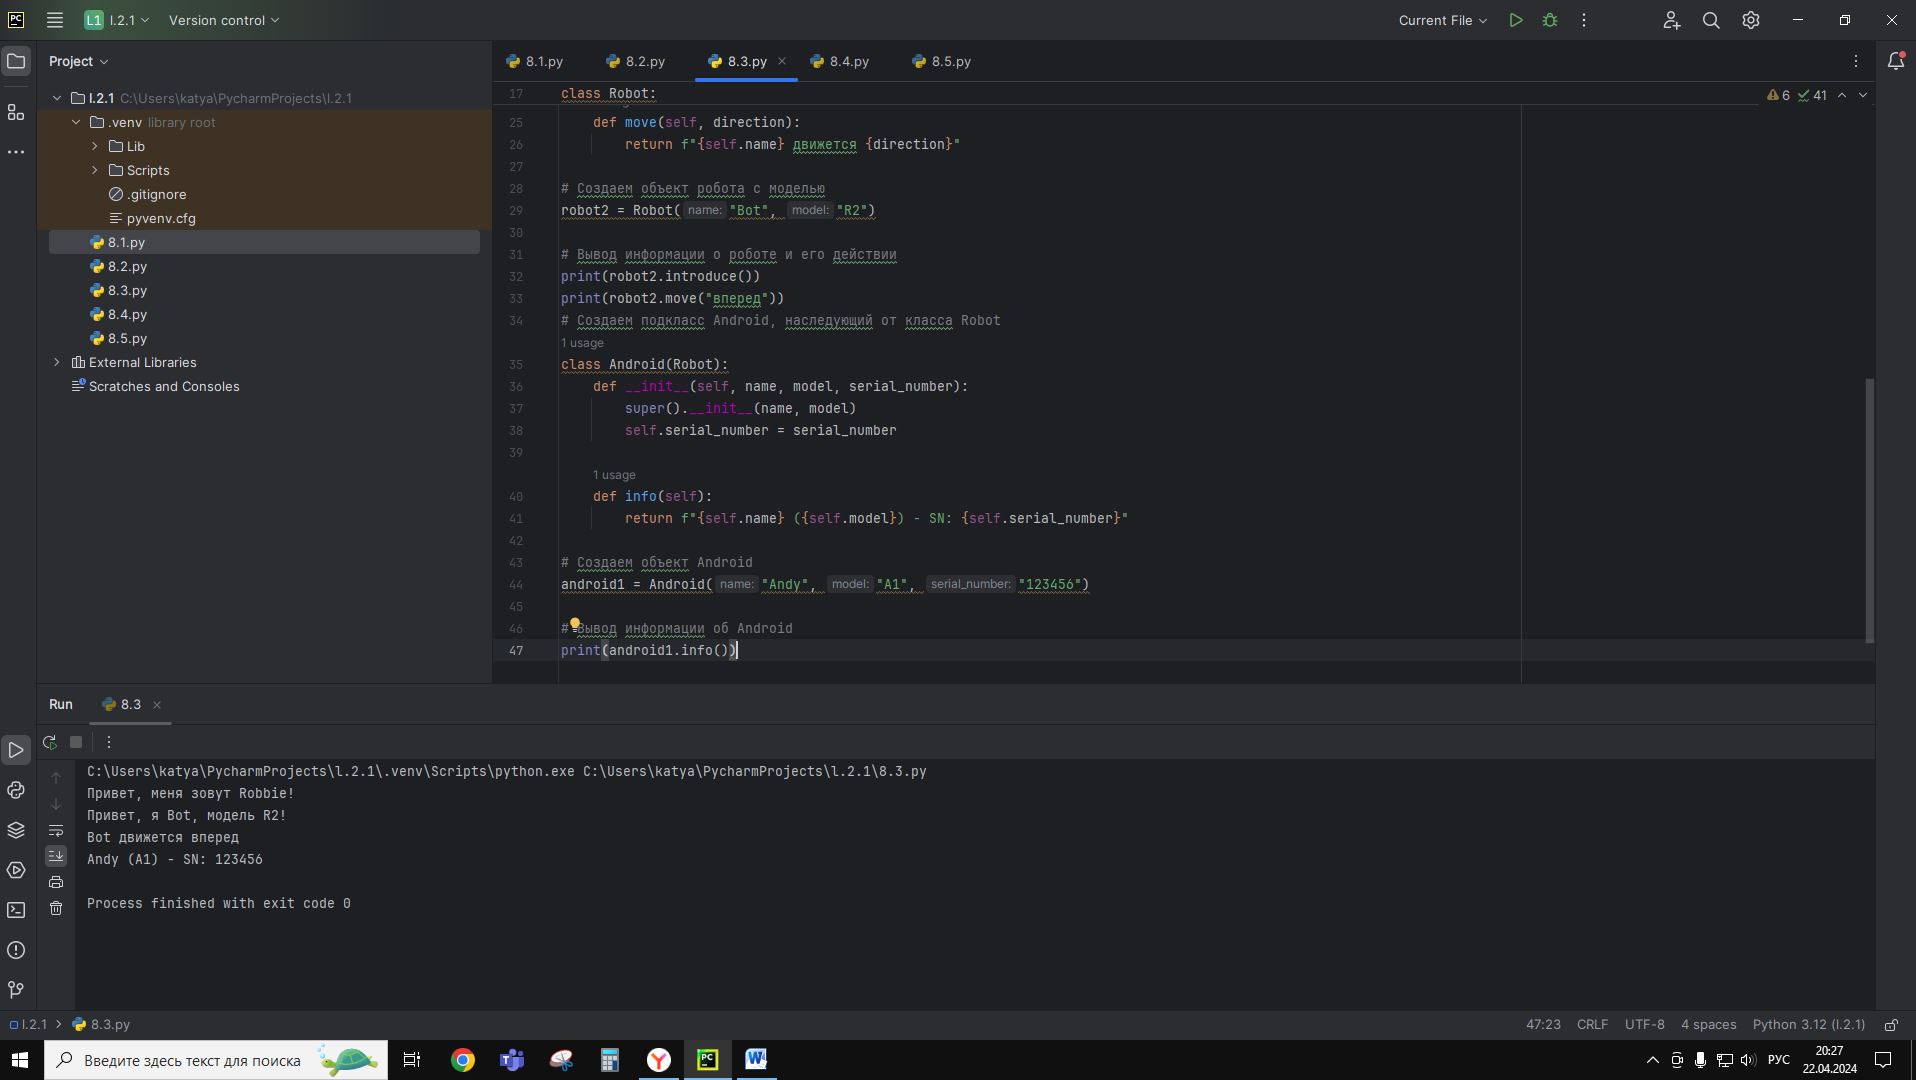 PC L1 l.2.1 Version control Current File
Project 8.1.py 8.2.py 8.3.py 8.4.py 8.5.py
l.2.1 C:\Users\katya\PycharmProjects\l.2.1
.venv library root
Lib
Scripts
.gitignore
pyvenv.cfg
8.1.py
8.2.py
8.3.py
8.4.py
8.5.py
External Libraries
Scratches and Consoles
17 class Robot:
6 41
25 def move(self, direction):
26 return f"{self.name} движется {direction}"
27
28 # Создаем объект робота с моделью
29 robot2 = Robot( name: "Bot", model: "R2")
30
31 # Вывод информации о роботе и его действии
32 print(robot2.introduce())
33 print(robot2.move("вперед"))
34 # Создаем подкласс Android, наследующий от класса Robot
1 usage
35 class Android(Robot):
36 def __init__(self, name, model, serial_number):
37 super().__init__(name, model)
38 self.serial_number = serial_number
39
1 usage
40 def info(self):
41 return f"{self.name} ({self.model}) - SN: {self.serial_number}"
42
43 # Создаем объект Android
44 android1 = Android( name: "Andy", model: "A1", serial_number: "123456")
45
46 # Вывод информации об Android
47 print(android1.info())
Run 8.3
C:\Users\katya\PycharmProjects\l.2.1\.venv\Scripts\python.exe C:\Users\katya\PycharmProjects\l.2.1\8.3.py
Привет, меня зовут Robbie!
Привет, я Bot, модель R2!
Bot движется вперед
Andy (A1) - SN: 123456
Process finished with exit code 0
l.2.1 8.3.py 47:23 CRLF UTF-8 4 spaces Python 3.12 (l.2.1)
Введите здесь текст для поиска
РУС
20:27
22.04.2024